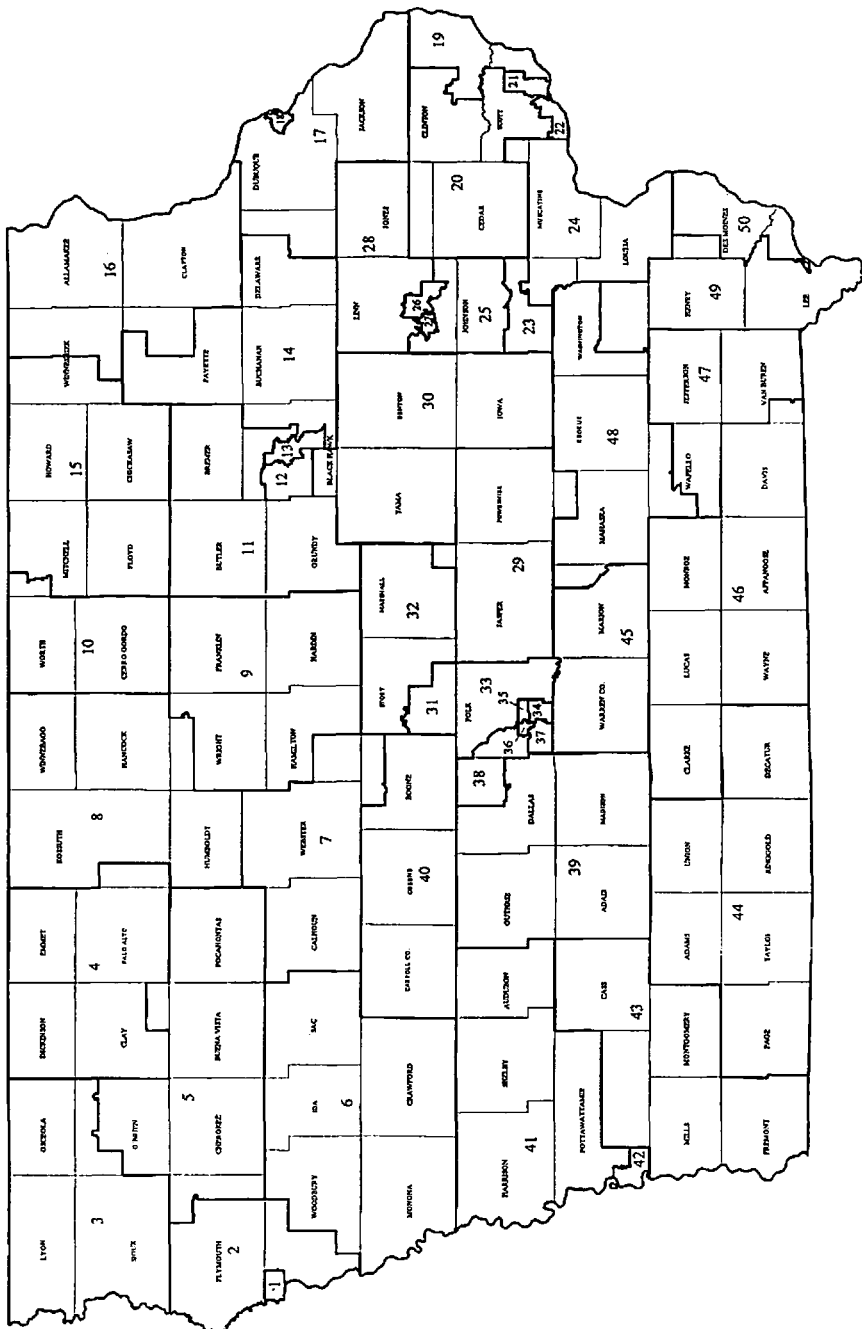 LYON
OSCEOLA
DICKINSON
EMMET
KOSSUTH
WINNEBAGO
WORTH
MITCHELL
HOWARD
WINNESHIEK
ALLAMAKEE
3
15
16
SIOUX
O BRIEN
CLAY
PALO ALTO
4
8
HANCOCK
CERRO GORDO
10
FLOYD
CHICKASAW
FAYETTE
CLAYTON
PLYMOUTH
2
CHEROKEE
5
BUENA VISTA
POCAHONTAS
HUMBOLDT
WRIGHT
FRANKLIN
9
BUTLER
11
BREMER
1
WOODBURY
IDA
6
SAC
CALHOUN
WEBSTER
7
HAMILTON
HARDIN
GRUNDY
BLACK HAWK
12
13
BUCHANAN
14
DELAWARE
DUBUQUE
17
18
MONONA
CRAWFORD
CARROLL CO.
GREENE
40
BOONE
STORY
31
MARSHALL
32
TAMA
BENTON
30
LINN
26
27
JONES
28
JACKSON
HARRISON
41
SHELBY
AUDUBON
GUTHRIE
DALLAS
38
POLK
33
34
35
36
37
JASPER
29
POWESHIEK
IOWA
JOHNSON
25
23
CEDAR
20
CLINTON
19
SCOTT
21
22
POTTAWATTAMIE
42
CASS
43
ADAIR
39
MADISON
WARREN CO.
MARION
45
MAHASKA
KEOKUK
48
WASHINGTON
MUSCATINE
24
LOUISA
MILLS
MONTGOMERY
ADAMS
UNION
CLARKE
LUCAS
MONROE
WAPELLO
JEFFERSON
47
HENRY
49
DES MOINES
50
FREMONT
PAGE
TAYLOR
44
RINGGOLD
DECATUR
WAYNE
APPANOOSE
46
DAVIS
VAN BUREN
LEE